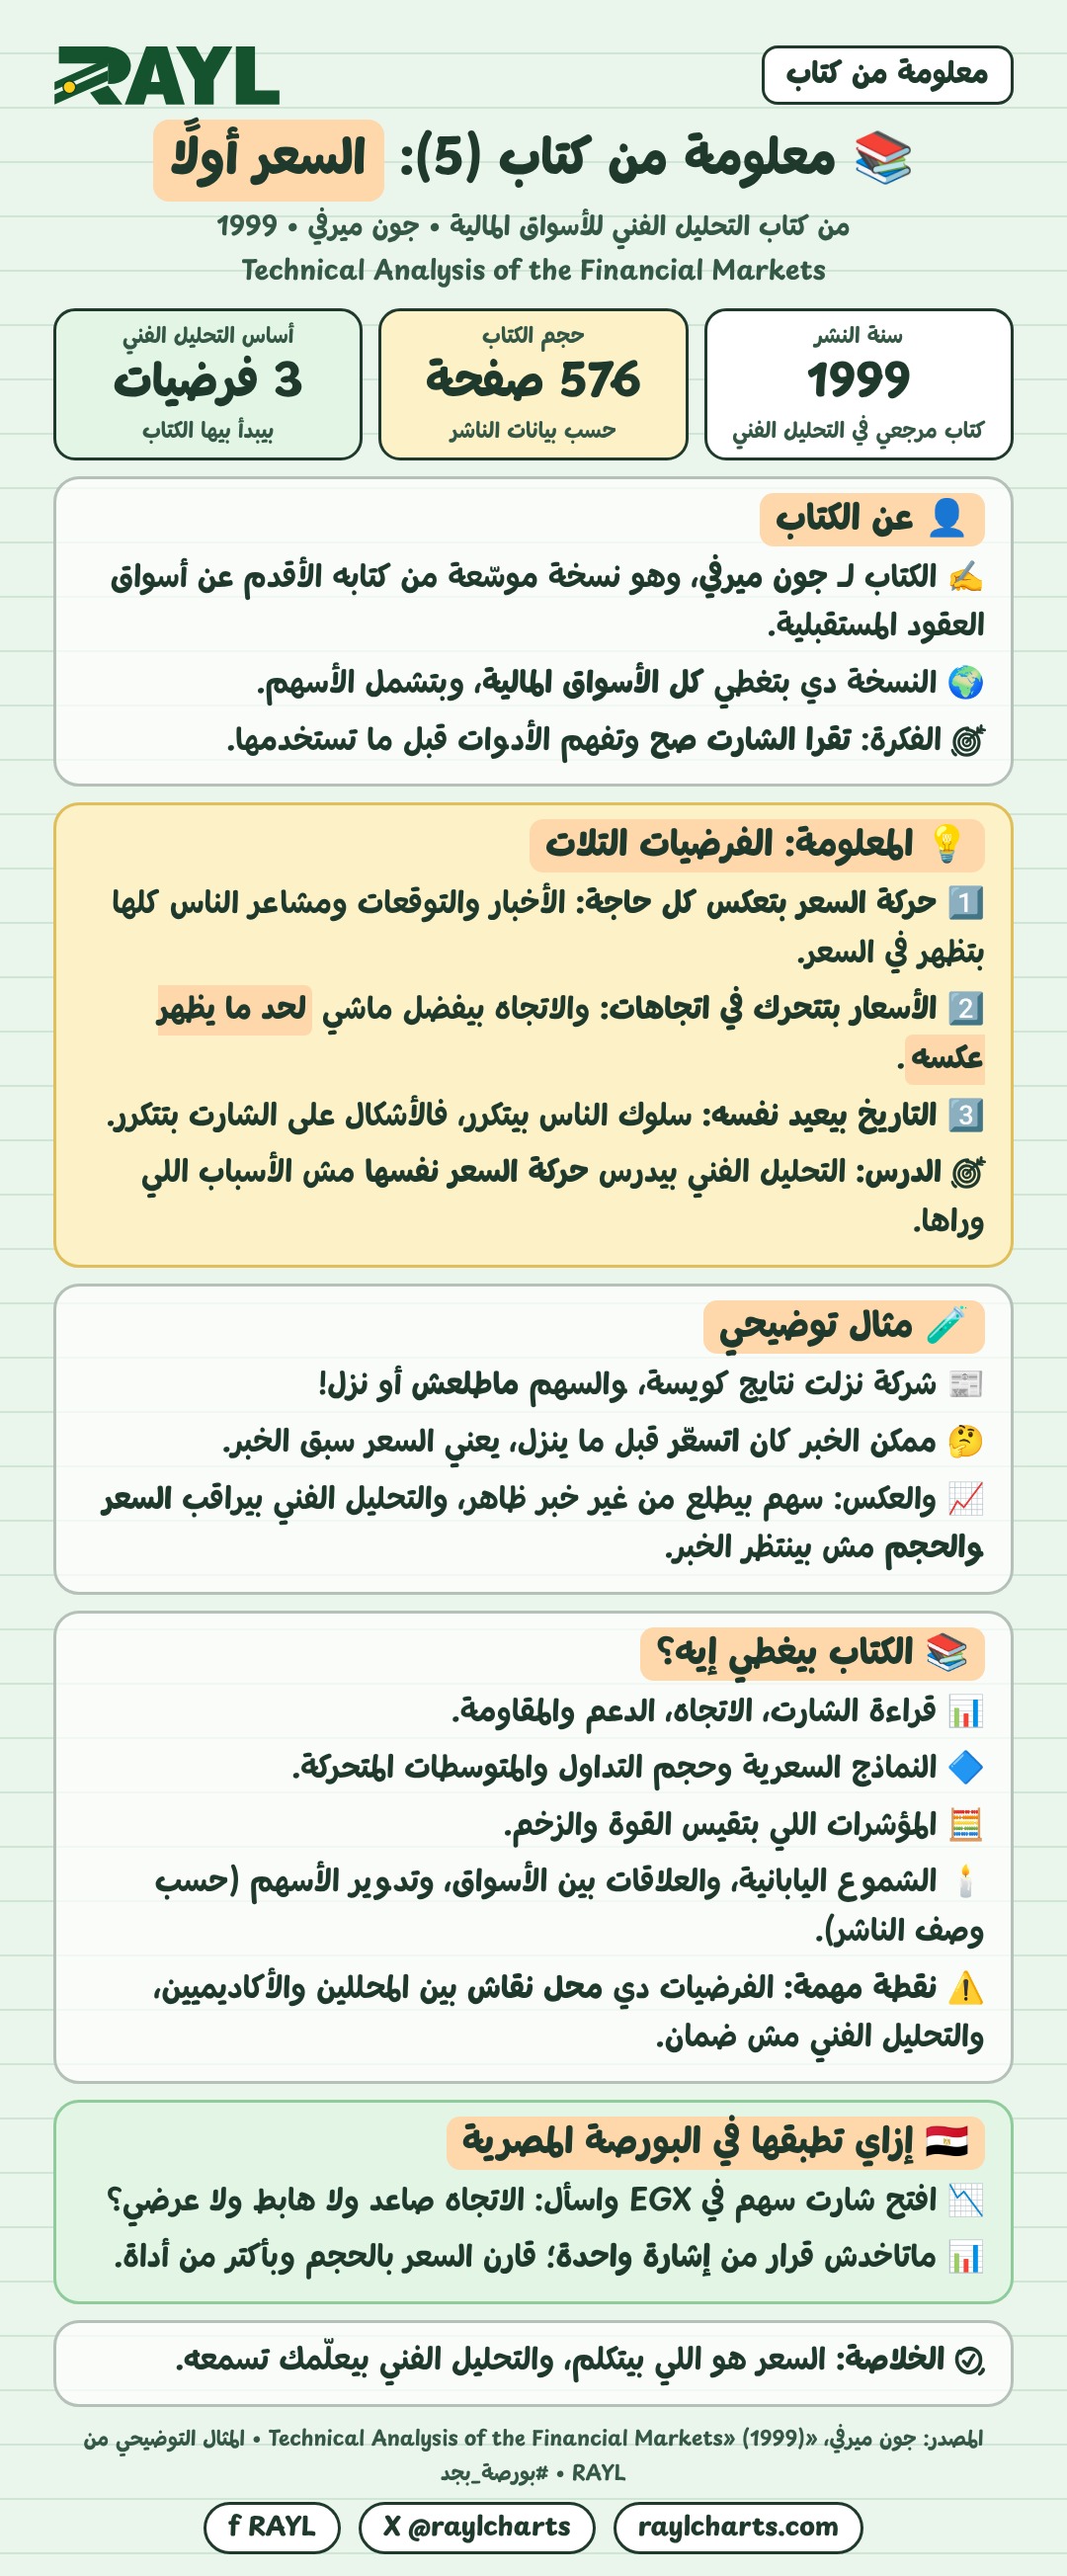 RAYL
معلومة من كتاب
📚 معلومة من كتاب (5): السعر أولًا
من كتاب التحليل الفني للأسواق المالية • جون ميرفي • 1999
Technical Analysis of the Financial Markets
سنة النشر
1999
كتاب مرجعي في التحليل الفني
حجم الكتاب
576 صفحة
حسب بيانات الناشر
أساس التحليل الفني
3 فرضيات
بيبدأ بيها الكتاب
👤 عن الكتاب
✍️ الكتاب لـ جون ميرفي، وهو نسخة موسّعة من كتابه الأقدم عن أسواق
العقود المستقبلية.
🌍 النسخة دي بتغطي كل الأسواق المالية، وبتشمل الأسهم.
🎯 الفكرة: تقرا الشارت صح وتفهم الأدوات قبل ما تستخدمها.
💡 المعلومة: الفرضيات التلات
1️⃣ حركة السعر بتعكس كل حاجة: الأخبار والتوقعات ومشاعر الناس كلها
بتظهر في السعر.
2️⃣ الأسعار بتتحرك في اتجاهات: والاتجاه بيفضل ماشي لحد ما يظهر
عكسه.
3️⃣ التاريخ بيعيد نفسه: سلوك الناس بيتكرر، فالأشكال على الشارت بتتكرر.
🎯 الدرس: التحليل الفني بيدرس حركة السعر نفسها مش الأسباب اللي
وراها.
🧪 مثال توضيحي
📰 شركة نزلت نتايج كويسة، والسهم ماطلعش أو نزل!
🤔 ممكن الخبر كان اتسعّر قبل ما ينزل، يعني السعر سبق الخبر.
📈 والعكس: سهم بيطلع من غير خبر ظاهر، والتحليل الفني بيراقب السعر
والحجم مش بينتظر الخبر.
📚 الكتاب بيغطي إيه؟
📊 قراءة الشارت، الاتجاه، الدعم والمقاومة.
🔷 النماذج السعرية وحجم التداول والمتوسطات المتحركة.
🧮 المؤشرات اللي بتقيس القوة والزخم.
🕯️ الشموع اليابانية، والعلاقات بين الأسواق، وتدوير الأسهم (حسب
وصف الناشر).
⚠️ نقطة مهمة: الفرضيات دي محل نقاش بين المحللين والأكاديميين،
والتحليل الفني مش ضمان.
🇪🇬 إزاي تطبقها في البورصة المصرية
📉 افتح شارت سهم في EGX واسأل: الاتجاه صاعد ولا هابط ولا عرضي؟
📊 ماتاخدش قرار من إشارة واحدة؛ قارن السعر بالحجم وبأكتر من أداة.
الخلاصة: السعر هو اللي بيتكلم، والتحليل الفني بيعلّمك تسمعه.
المصدر: جون ميرفي، «Technical Analysis of the Financial Markets» (1999) • المثال التوضيحي من
RAYL • #بورصة_بجد
f RAYL
X @raylcharts
raylcharts.com